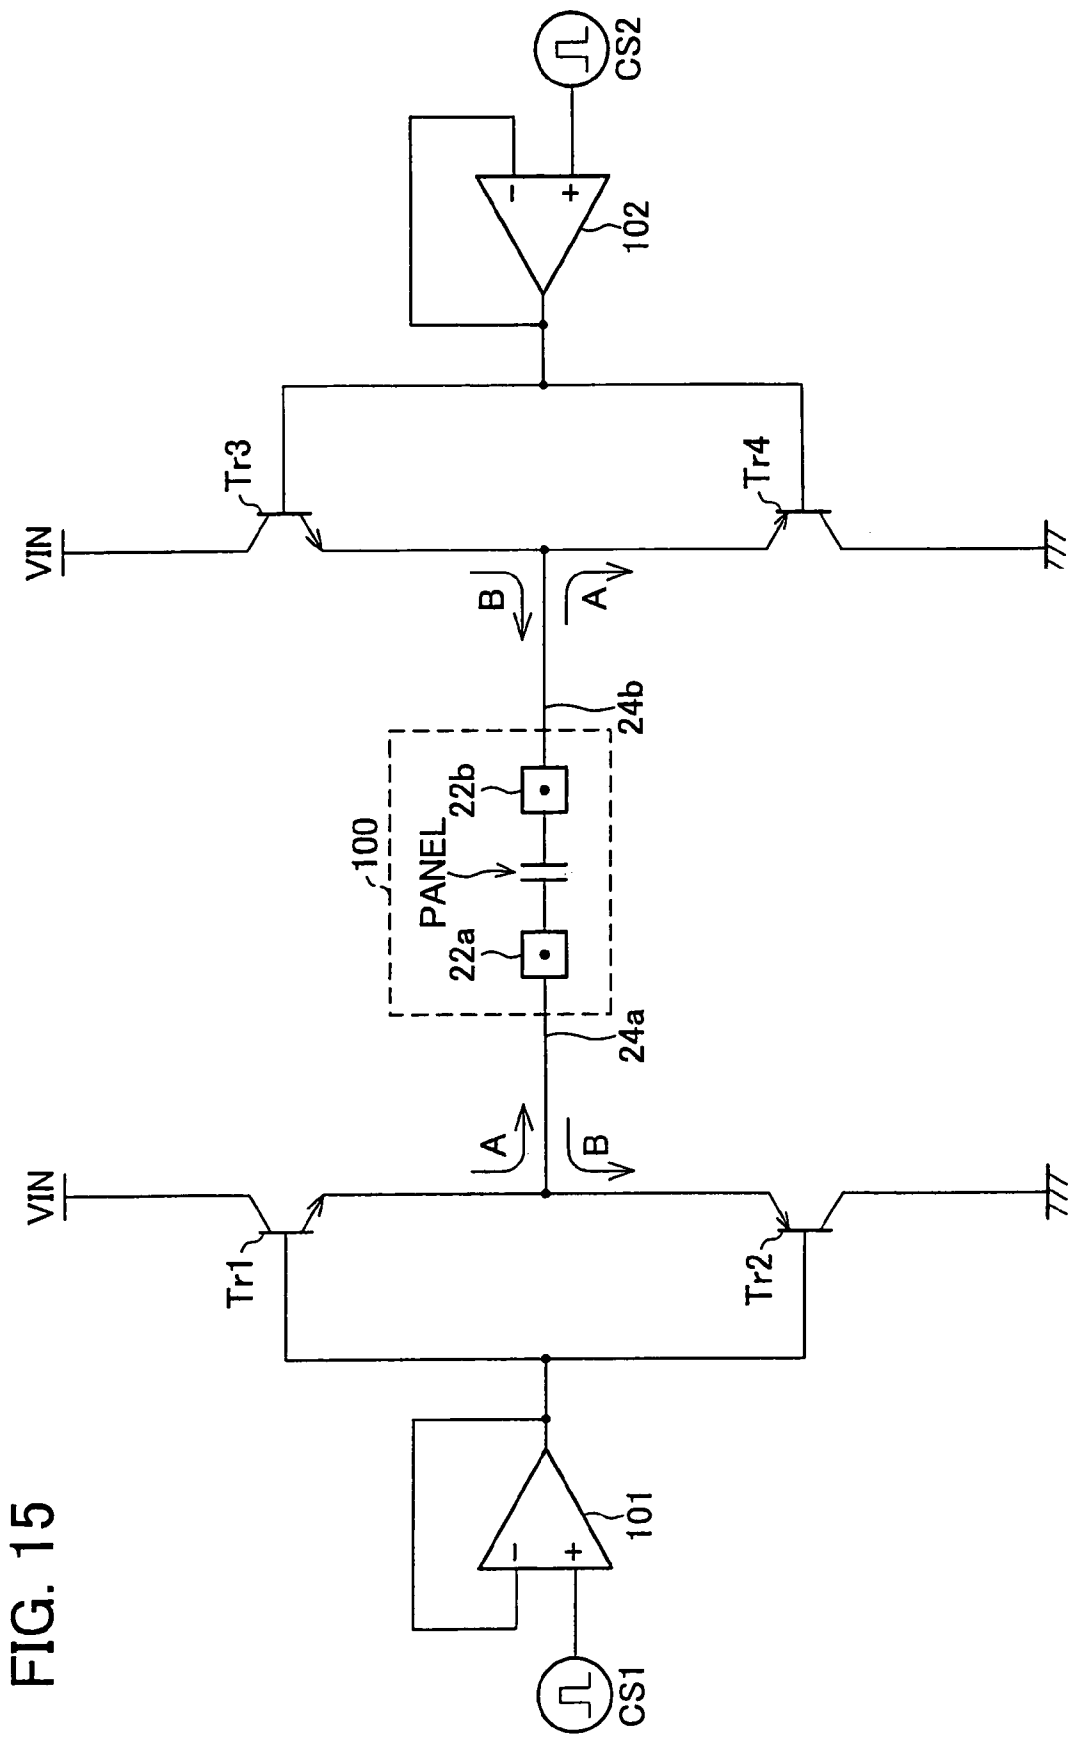 FIG. 15
VIN
VIN
Tr1
Tr3
100
PANEL
A
B
22a
22b
-
+
-
+
B
A
CS1
101
24a
24b
102
CS2
Tr2
Tr4